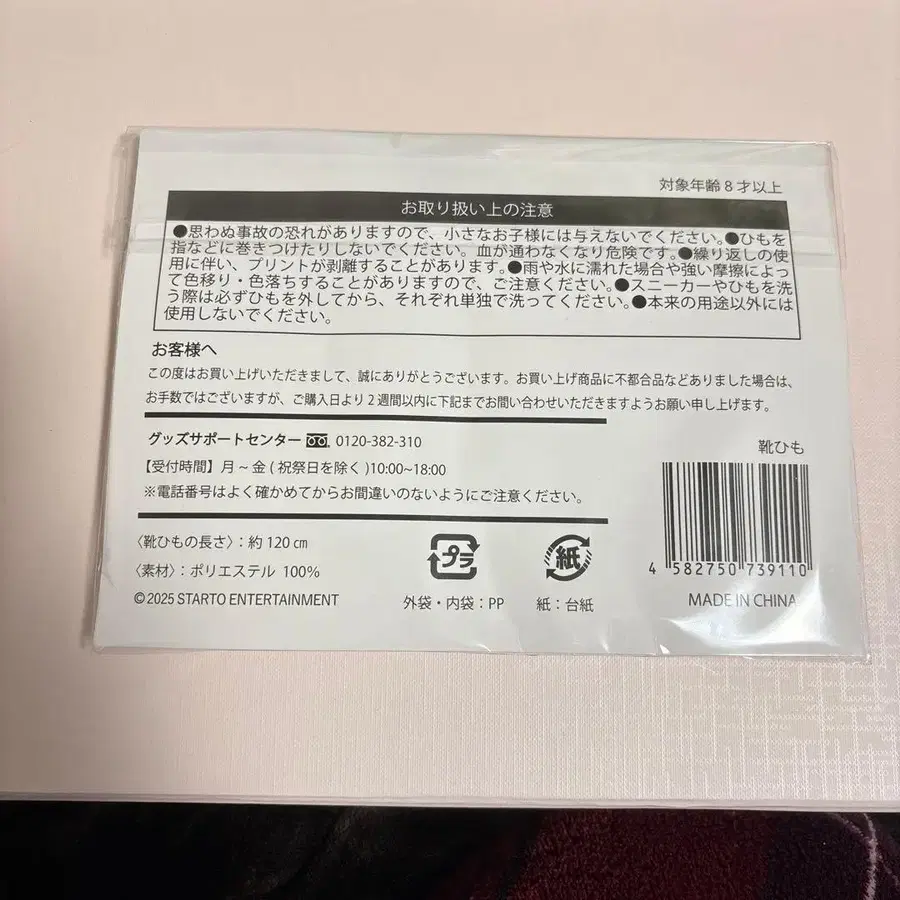 対象年齢8才以上
お取り扱い上の注意
●思わぬ事故の恐れがありますので、小さなお子様には与えないでください。●ひもを
指などに巻きつけたりしないでください。血が通わなくなり危険です。●繰り返しの使
用に伴い、プリントが剥離することがあります。●雨や水に濡れた場合や強い摩擦によっ
て色移り・色落ちすることがありますので、ご注意ください。●スニーカーやひもを洗
う際は必ずひもを外してから、それぞれ単独で洗ってください。●本来の用途以外には
使用しないでください。
お客様へ
この度はお買い上げいただきまして、誠にありがとうございます。お買い上げ商品に不都合品などありました場合は、
お手数ではございますが、ご購入日より2週間以内に下記までお問い合わせいただきますようお願い申し上げます。
グッズサポートセンター 0120-382-310
【受付時間】月~金(祝祭日を除く)10:00~18:00
※電話番号はよく確かめてからお間違いのないようにご注意ください。
靴ひも
〈靴ひもの長さ〉:約120㎝
〈素材〉:ポリエステル 100%
©2025 STARTO ENTERTAINMENT
プラ
外袋・内袋:PP
紙
紙:台紙
4 582750 739110
MADE IN CHINA